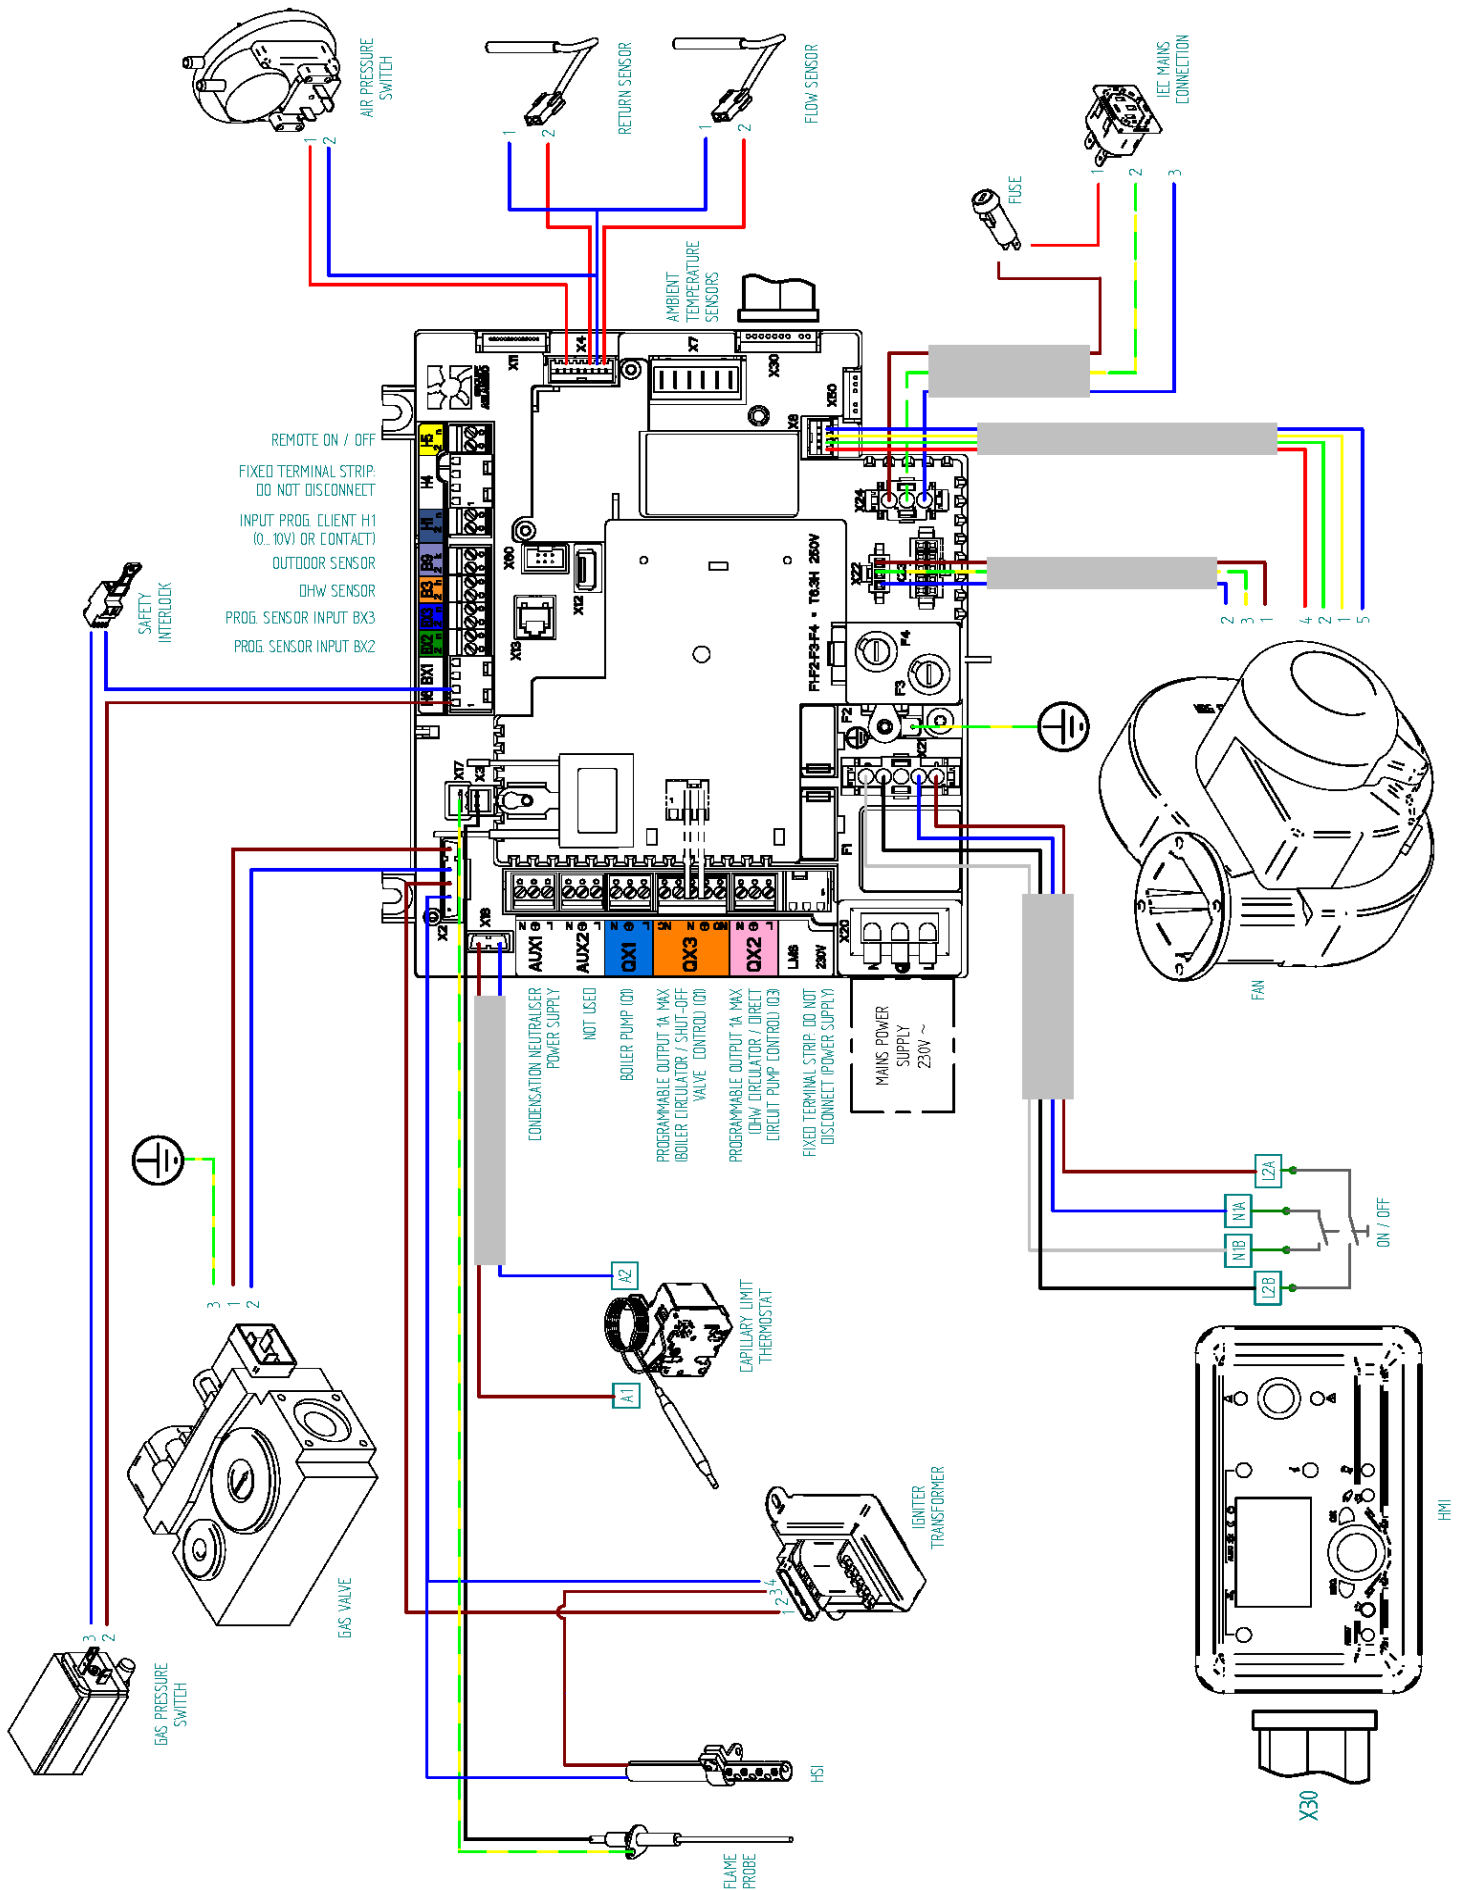 AIR PRESSURE
SWITCH
1
2
RETURN SENSOR
1
2
FLOW SENSOR
1
2
IEC MAINS
CONNECTION
1
2
3
FUSE
AMBIENT
TEMPERATURE
SENSORS
X11
X4
X7
X30
X50
X8
REMOTE ON / OFF
FIXED TERMINAL STRIP:
DO NOT DISCONNECT
INPUT PROG. CLIENT H1
(0...10V) OR CONTACT)
OUTDOOR SENSOR
DHW SENSOR
PROG. SENSOR INPUT BX3
PROG. SENSOR INPUT BX2
H5
H4
H1
B9
B3
BX3
BX2
BX1
H6
X60
X12
X13
X24
X22
X23
F1-F2-F3-F4 = T6.3H 250V
F4
F3
F2
F1
X21
X17
X3
X2
X18
X20
SAFETY
INTERLOCK
2
3
1
4
2
1
5
FAN
N
L
AUX1
N
L
AUX2
N
L
QX1
NC
N
NO
QX3
N
L
QX2
LMS
230V
N
L
CONDENSATION NEUTRALISER
POWER SUPPLY
NOT USED
BOILER PUMP (Q1)
PROGRAMMABLE OUTPUT 1A MAX
(BOILER CIRCULATOR / SHUT-OFF
VALVE CONTROL) (Q1)
PROGRAMMABLE OUTPUT 1A MAX
(DHW CIRCULATOR / DIRECT
CIRCUIT PUMP CONTROL) (Q3)
FIXED TERMINAL STRIP: DO NOT
DISCONNECT (POWER SUPPLY)
MAINS POWER
SUPPLY
230V ~
3
1
2
GAS VALVE
3
2
GAS PRESSURE
SWITCH
A2
A1
CAPILLARY LIMIT
THERMOSTAT
L2A
N1A
N1B
L2B
ON / OFF
1
2
3
4
IGNITER
TRANSFORMER
HSI
FLAME
PROBE
HMI
X30